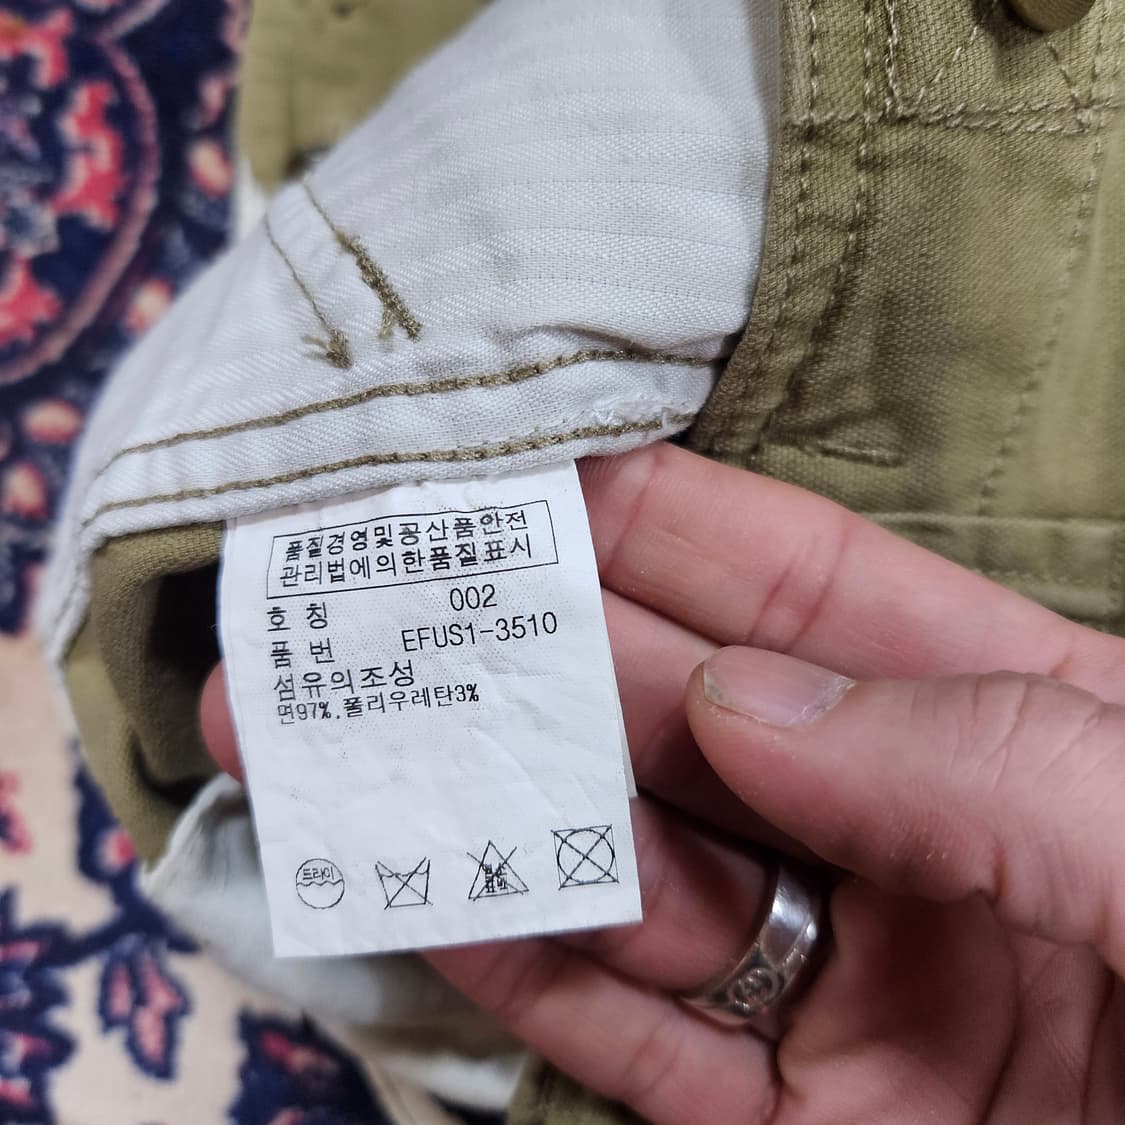 품질경영및공산품안전
관리법에의한품질표시
호 칭 002
품 번 EFUS1-3510
섬유의조성
면97%,폴리우레탄3%
드라이